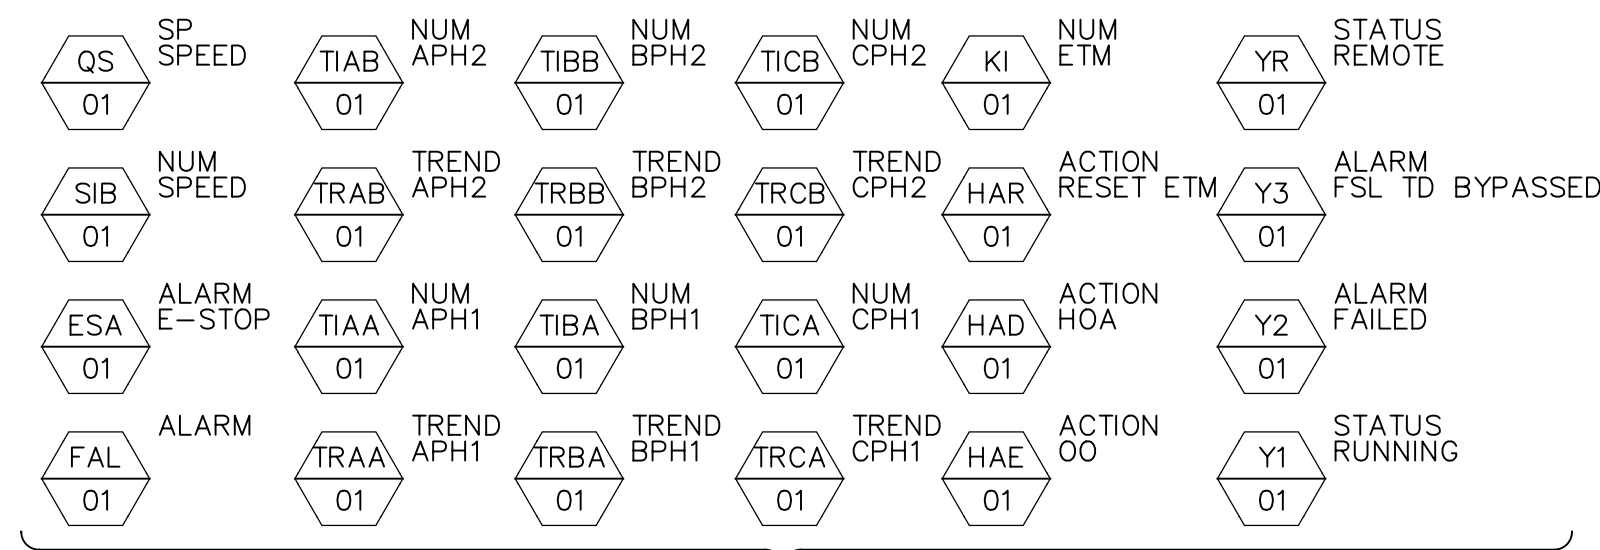 QS
01
SP
SPEED
TIAB
01
NUM
APH2
TIBB
01
NUM
BPH2
TICB
01
NUM
CPH2
KI
01
NUM
ETM
YR
01
STATUS
REMOTE
SIB
01
NUM
SPEED
TRAB
01
TREND
APH2
TRBB
01
TREND
BPH2
TRCB
01
TREND
CPH2
HAR
01
ACTION
RESET ETM
Y3
01
ALARM
FSL TD BYPASSED
ESA
01
ALARM
E-STOP
TIAA
01
NUM
APH1
TIBA
01
NUM
BPH1
TICA
01
NUM
CPH1
HAD
01
ACTION
HOA
Y2
01
ALARM
FAILED
FAL
01
ALARM
TRAA
01
TREND
APH1
TRBA
01
TREND
BPH1
TRCA
01
TREND
CPH1
HAE
01
ACTION
OO
Y1
01
STATUS
RUNNING